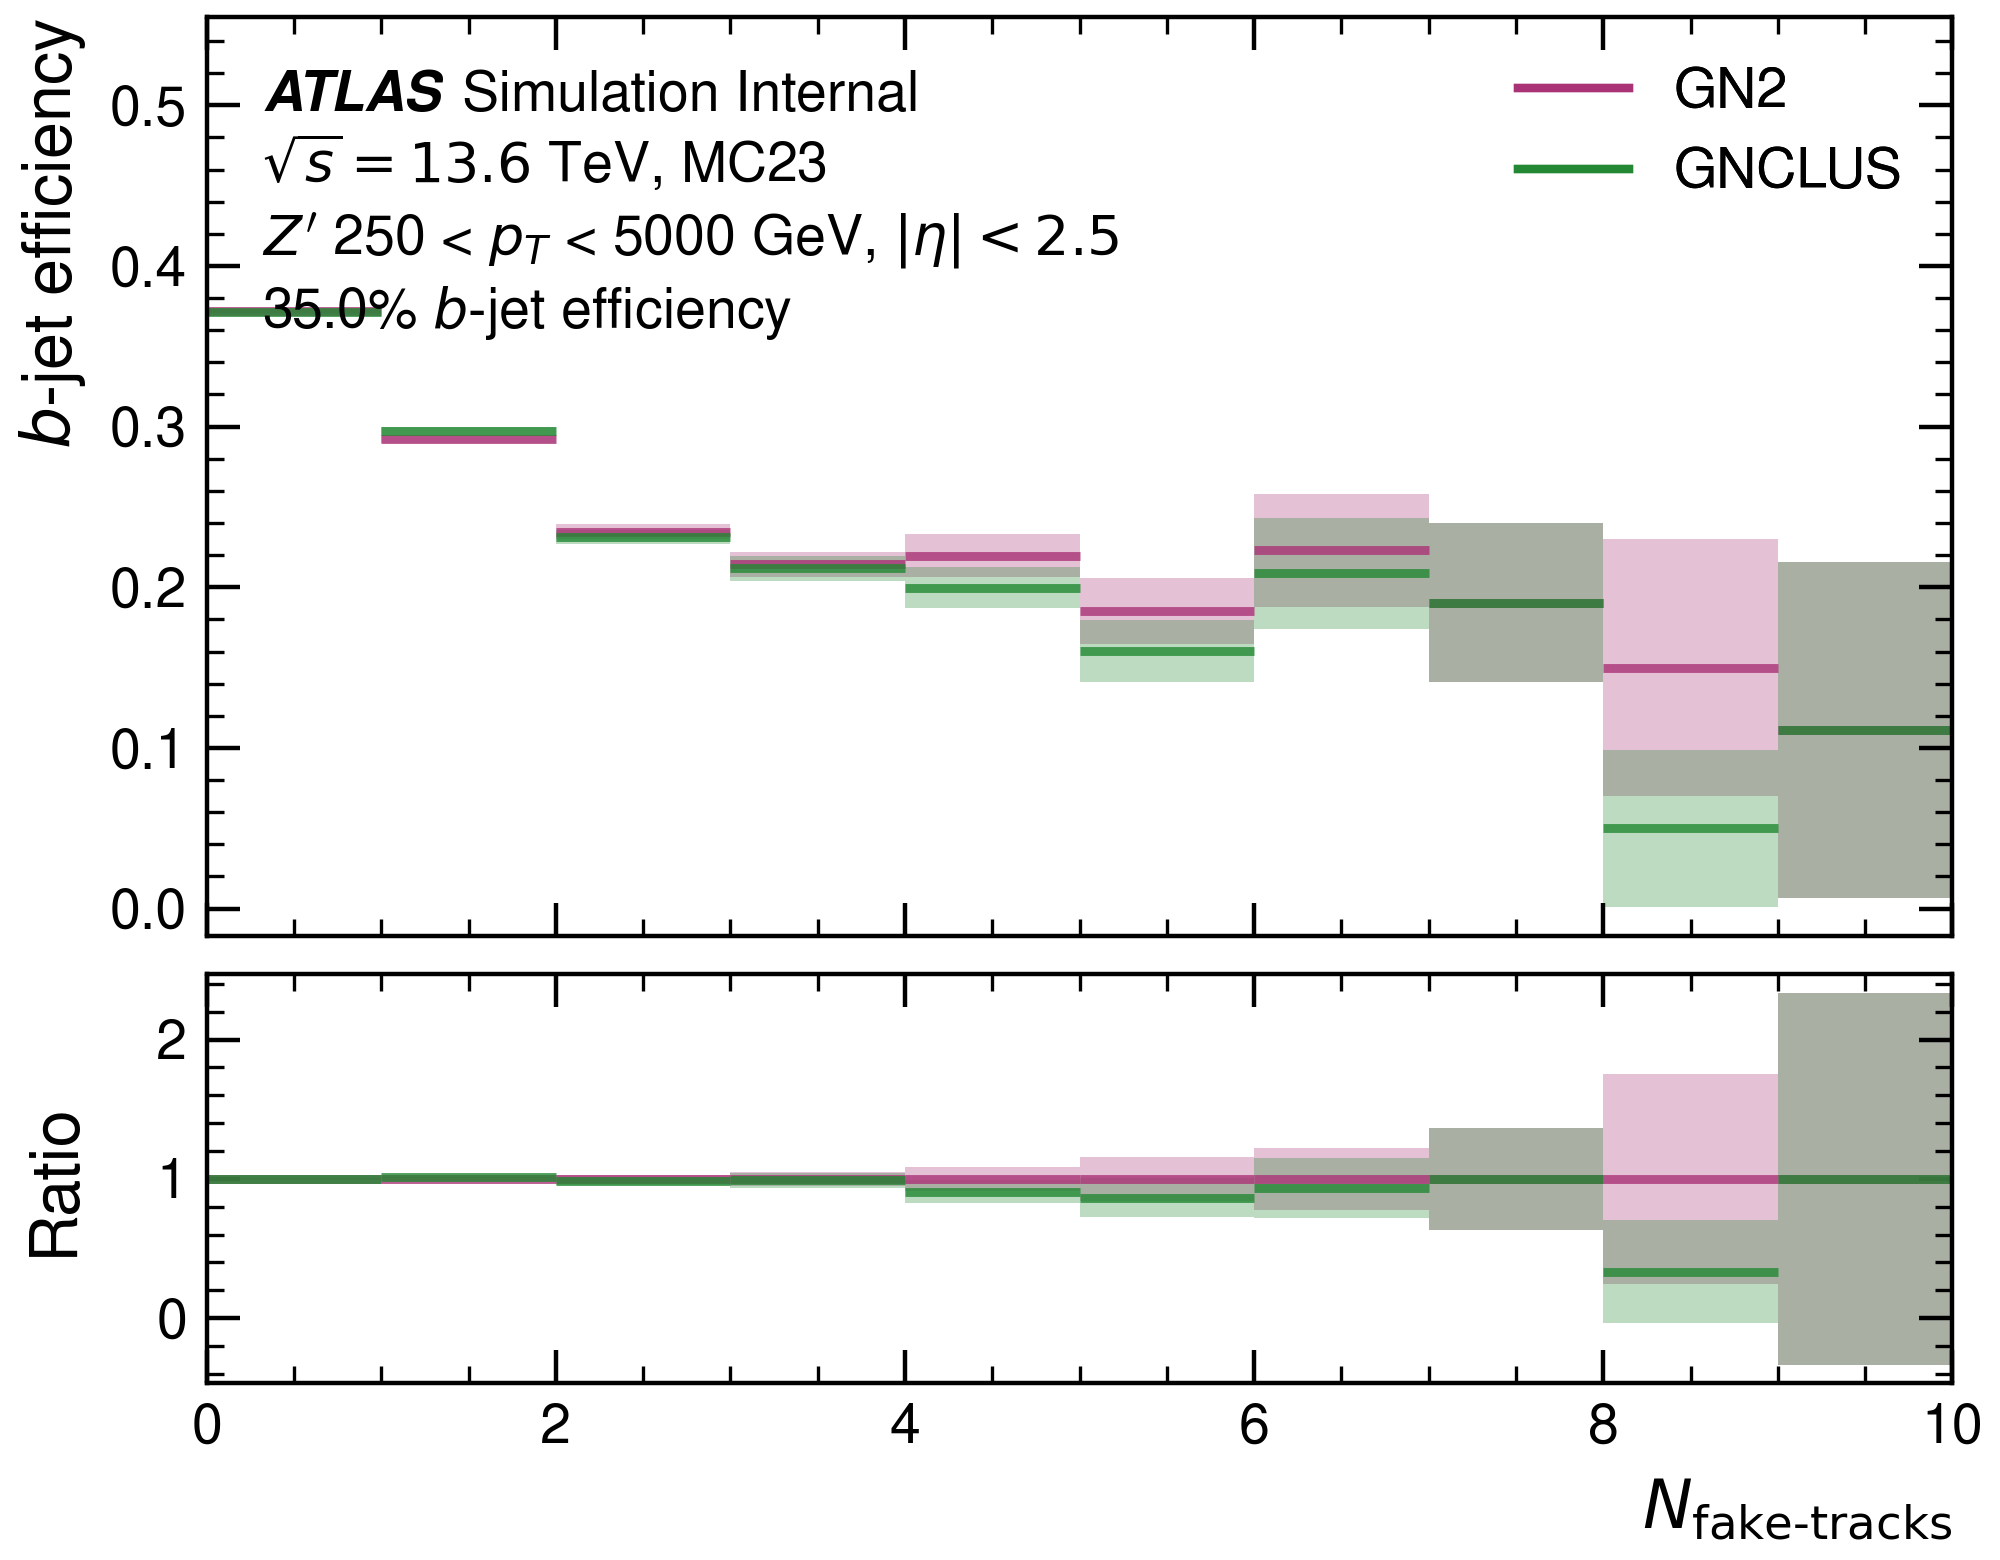 ATLAS Simulation Internal
√s = 13.6 TeV, MC23
Z′ 250 < p_T < 5000 GeV, |η| < 2.5
35.0% b-jet efficiency
GN2
GNCLUS
b-jet efficiency
0.5
0.4
0.3
0.2
0.1
0.0
Ratio
2
1
0
0 2 4 6 8 10
N_fake-tracks